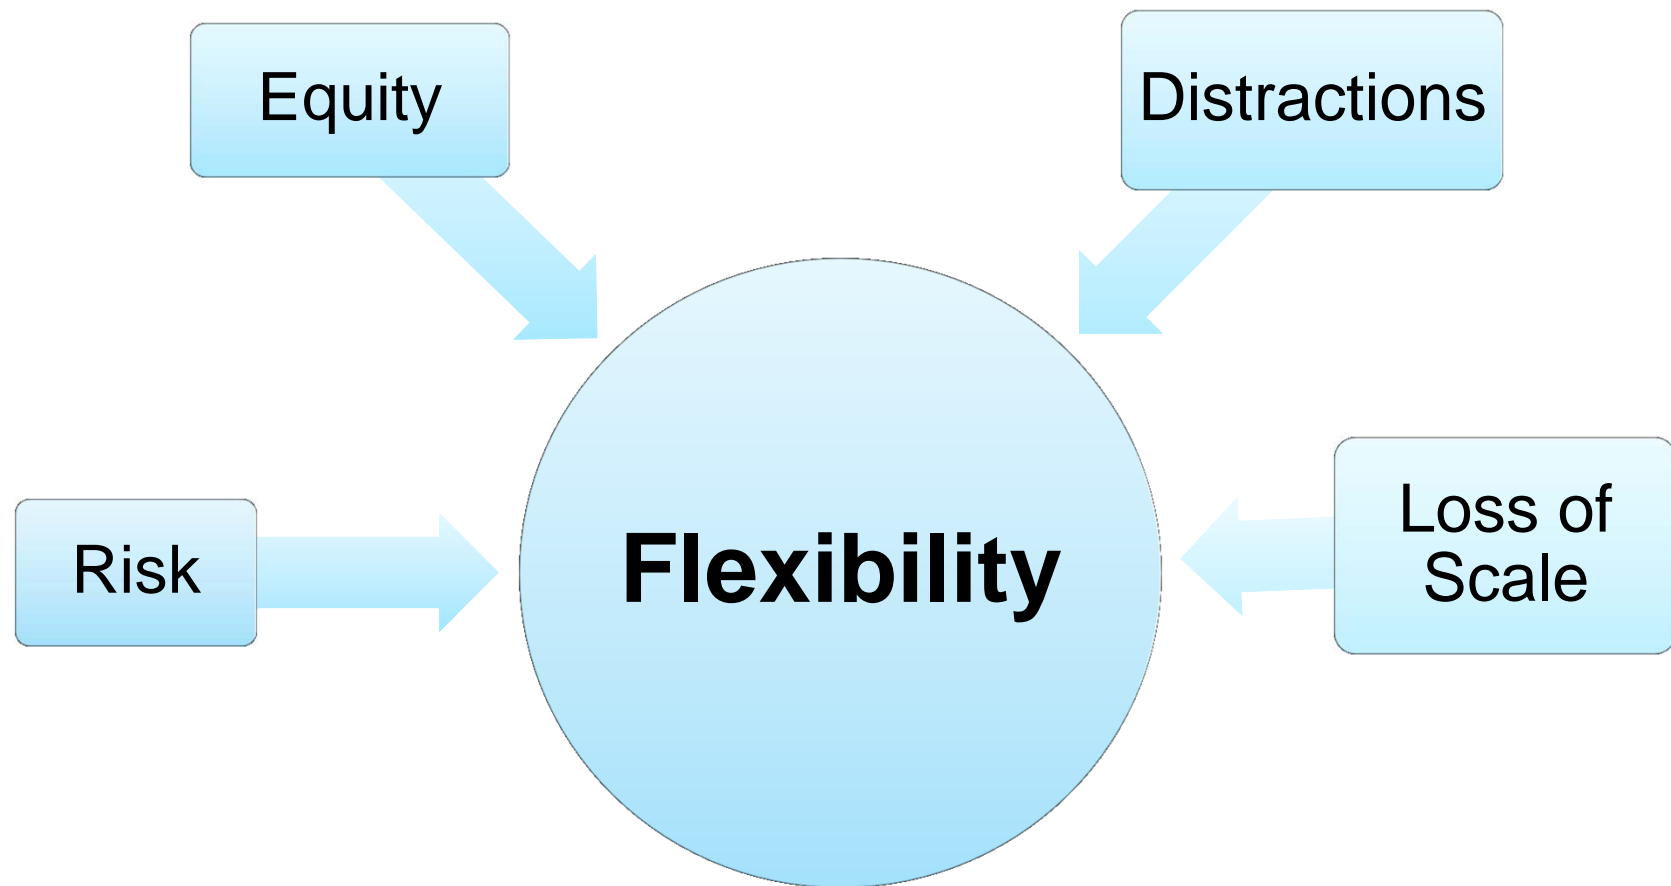 Equity
Distractions
Risk
Flexibility
Loss of
Scale